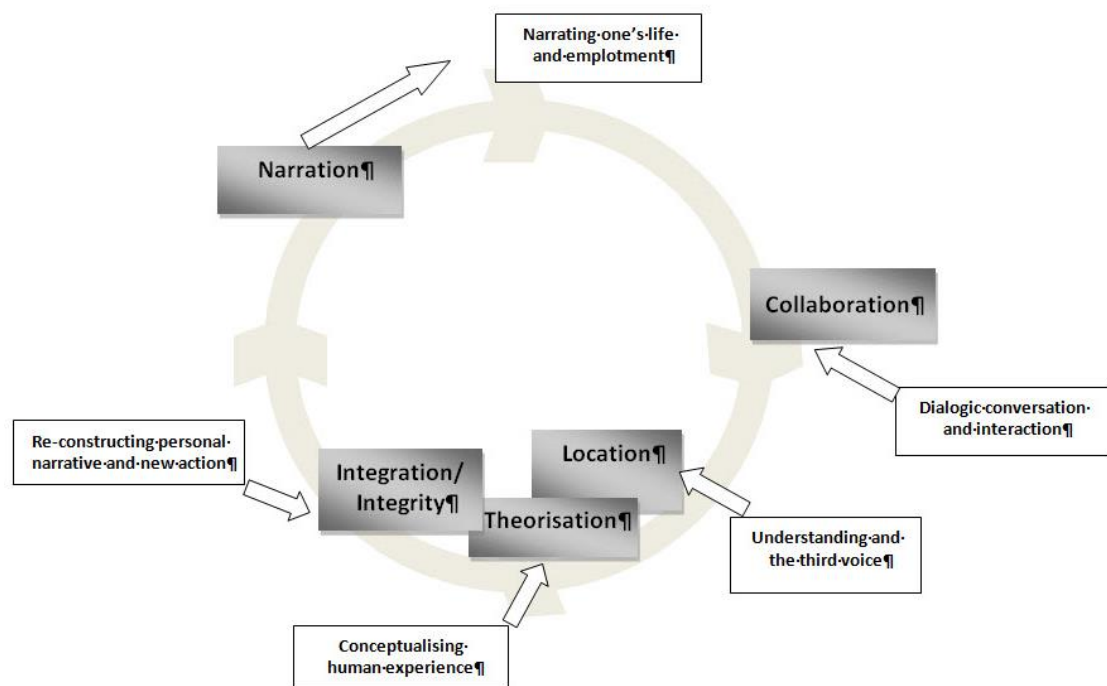 Narrating·one’s·life·
and·emplotment¶
Narration¶
Collaboration¶
Dialogic·conversation·
and·interaction¶
Re-constructing·personal·
narrative·and·new·action¶
Integration/
Integrity¶
Location¶
Theorisation¶
Understanding·and·
the·third·voice¶
Conceptualising·
human·experience¶